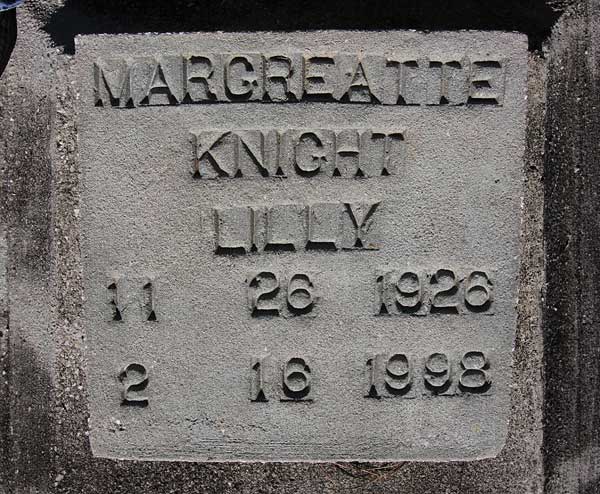 MARGREATTE
KNIGHT
LILLY
11 26 1926
2 16 1998